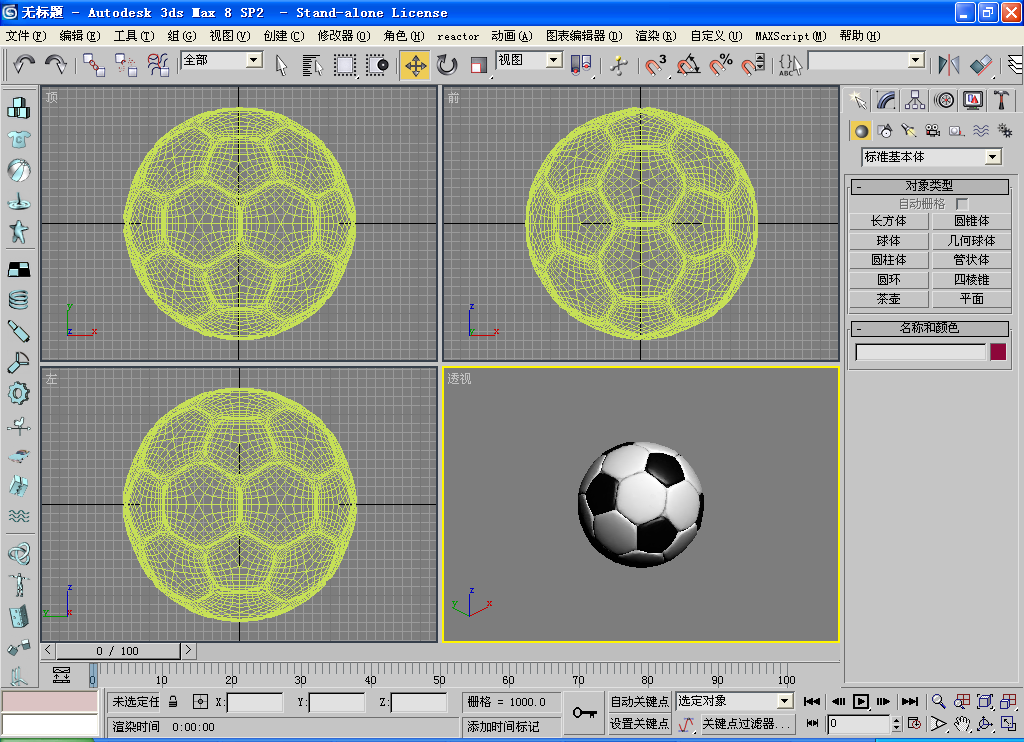 无标题 - Autodesk 3ds Max 8 SP2 - Stand-alone License
文件(F) 编辑(E) 工具(T) 组(G) 视图(V) 创建(C) 修改器(O) 角色(H) reactor 动画(A) 图表编辑器(D) 渲染(R) 自定义(U) MAXScript(M) 帮助(H)
全部 视图 3 % ABC
顶 前
标准基本体
对象类型
自动栅格
长方体 圆锥体
球体 几何球体
圆柱体 管状体
圆环 四棱锥
茶壶 平面
名称和颜色
y z
z x y x
左 透视
z z
y x y x
0 / 100
0 10 20 30 40 50 60 70 80 90 100
未选定任 X: Y: Z: 栅格 = 1000.0 自动关键点 选定对象
渲染时间 0:00:00 添加时间标记 设置关键点 关键点过滤器... 0